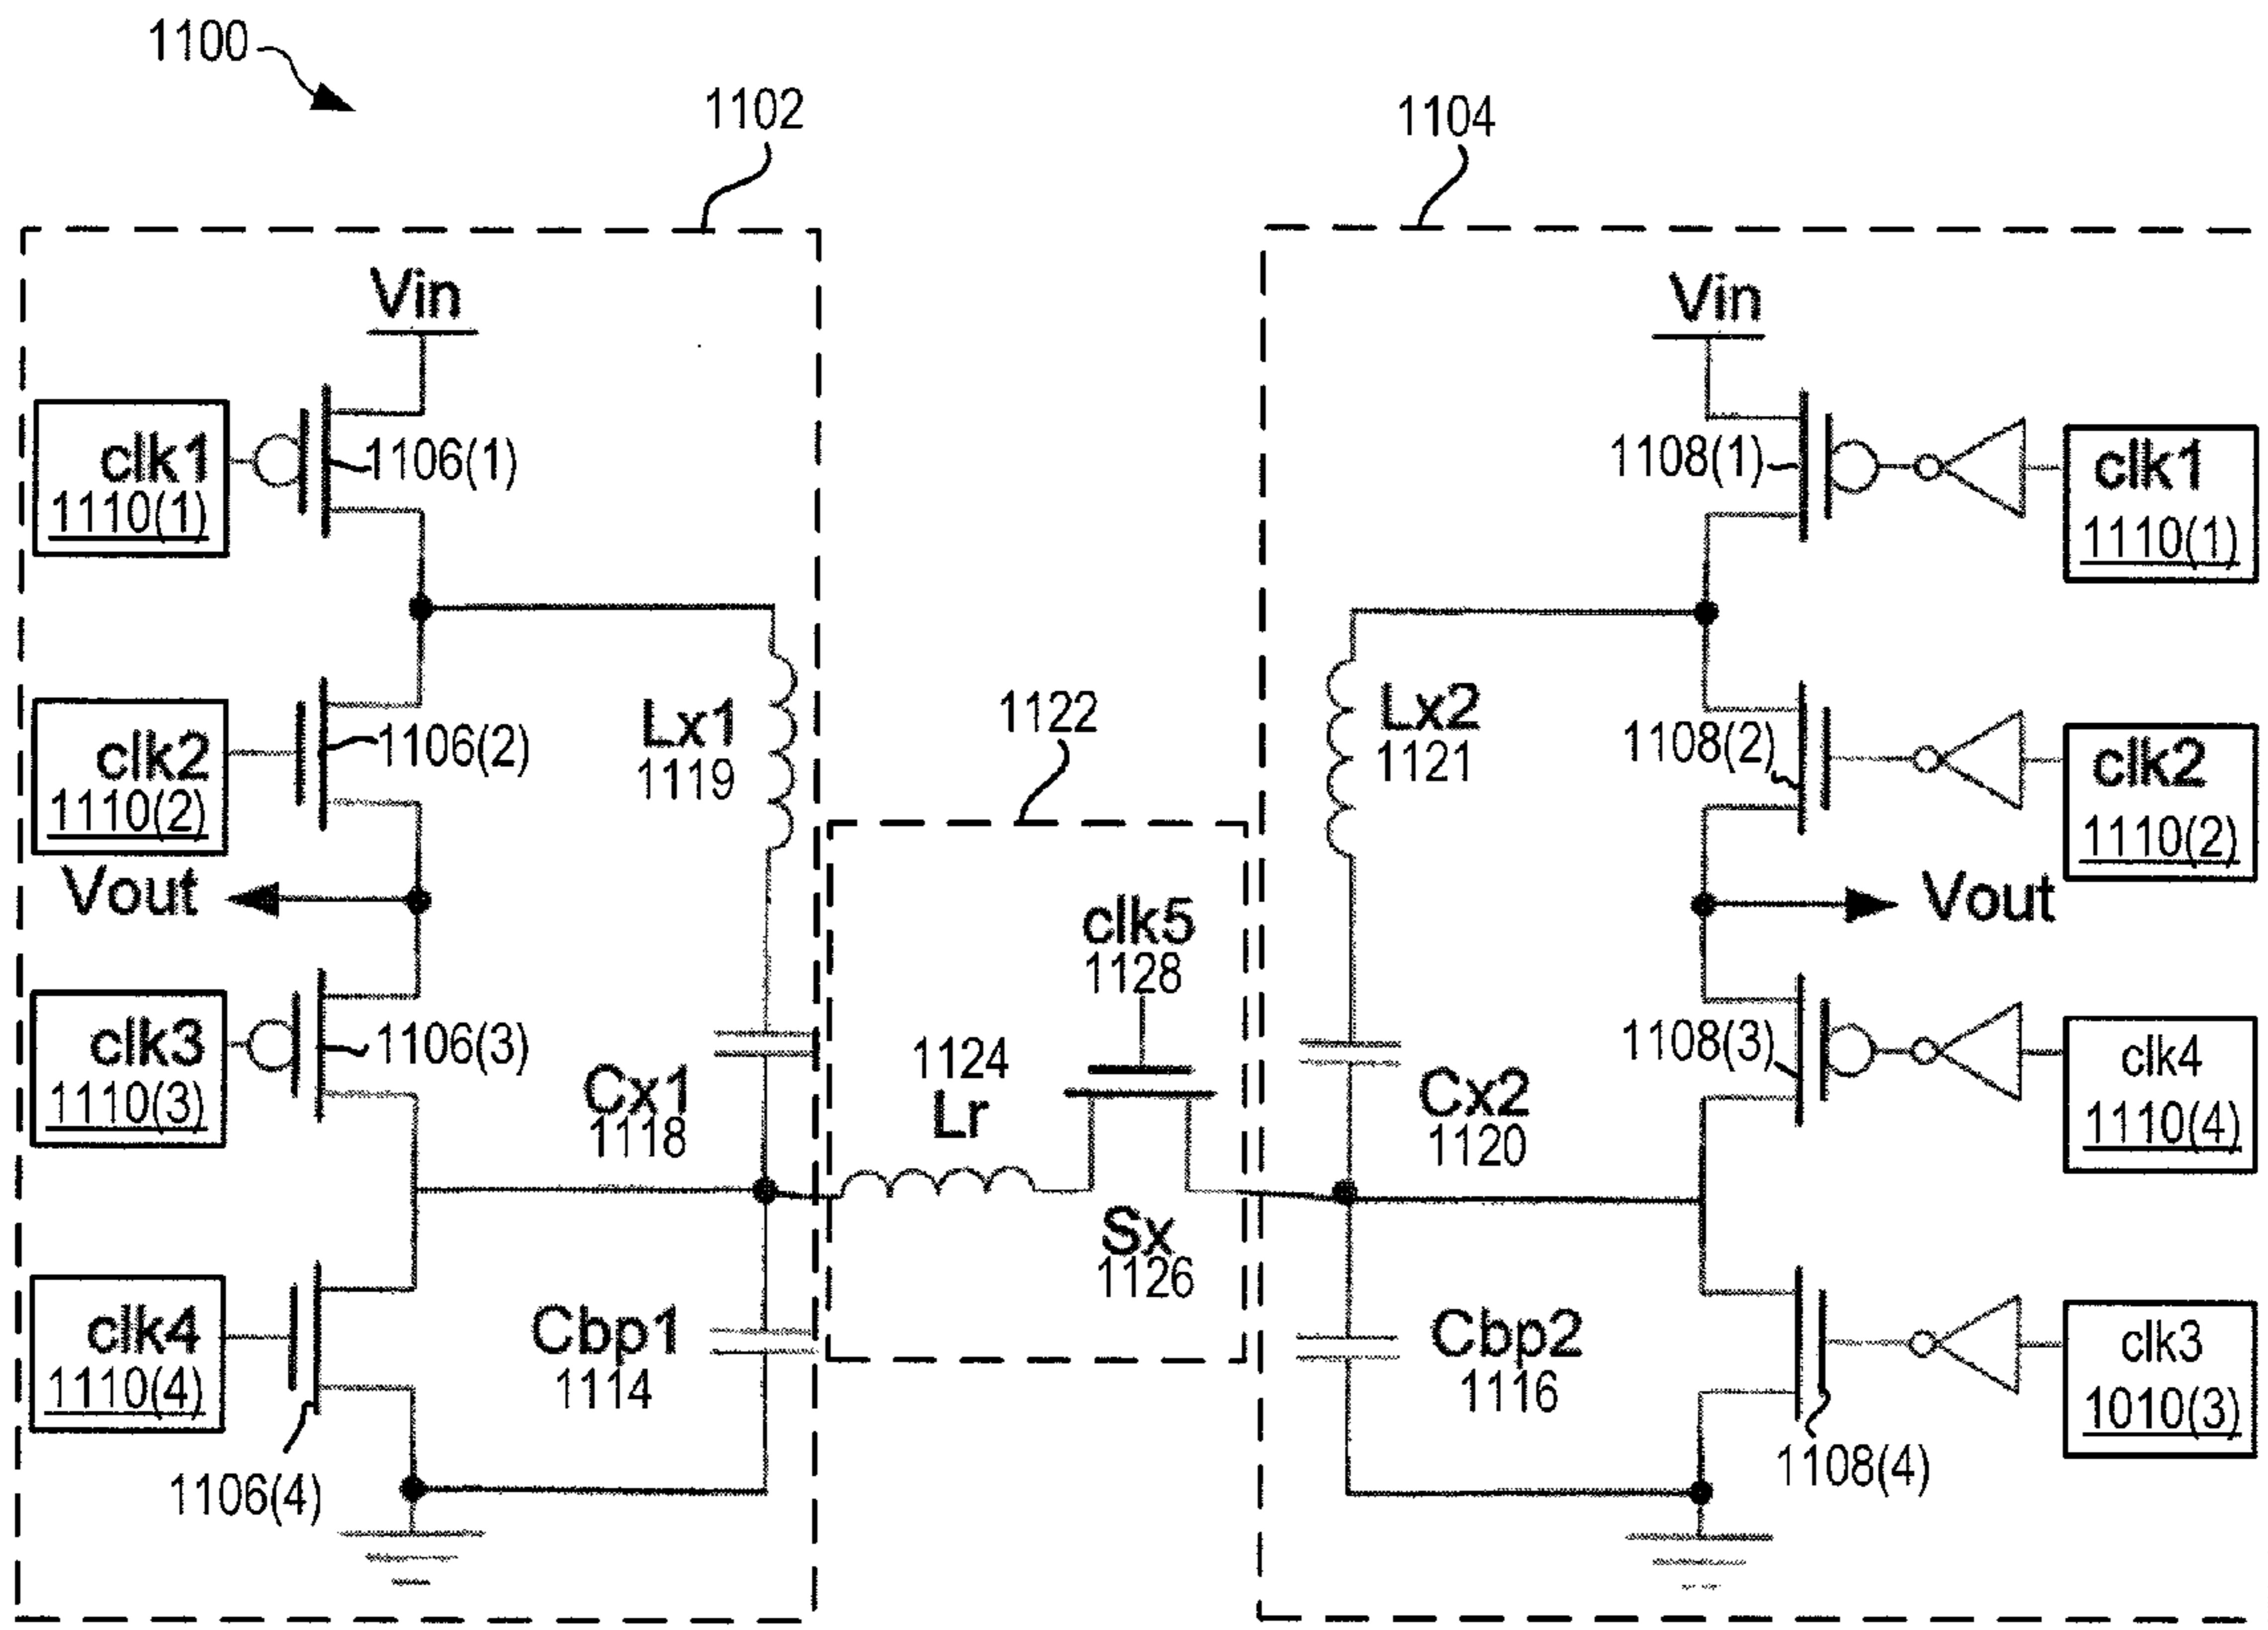 1100
1102
1104
Vin
Vin
clk1
1110(1)
1106(1)
1108(1)
clk1
1110(1)
clk2
1110(2)
1106(2)
Lx1
1119
1122
Lx2
1121
1108(2)
clk2
1110(2)
Vout
Vout
clk5
1128
clk3
1110(3)
1106(3)
Cx1
1118
1124
Lr
Cx2
1120
1108(3)
clk4
1110(4)
Sx
1126
clk4
1110(4)
1106(4)
Cbp1
1114
Cbp2
1116
clk3
1010(3)
1108(4)